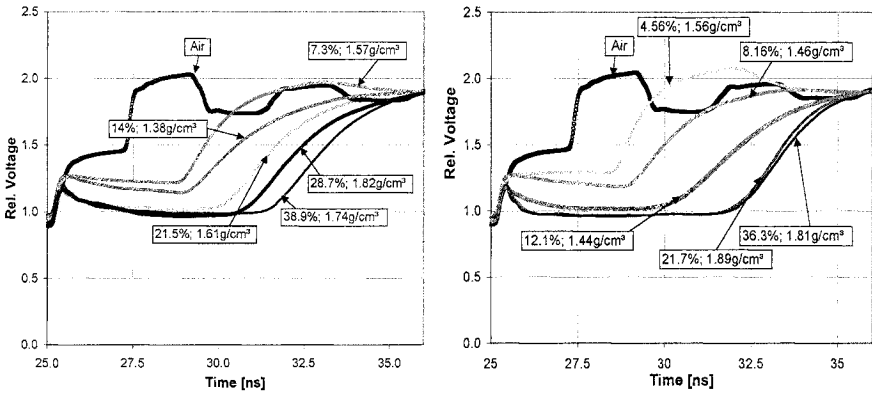 2.5
2.0
1.5
1.0
0.5
0.0
Rel. Voltage
25.0
27.5
30.0
32.5
35.0
Time [ns]
Air
7.3%; 1.57g/cm³
14%; 1.38g/cm³
28.7%; 1.82g/cm³
21.5%; 1.61g/cm³
38.9%; 1.74g/cm³
2.5
2.0
1.5
1.0
0.5
0.0
Rel. Voltage
25
27.5
30
32.5
35
Time [ns]
Air
4.56%; 1.56g/cm³
8.16%; 1.46g/cm³
12.1%; 1.44g/cm³
36.3%; 1.81g/cm³
21.7%; 1.89g/cm³